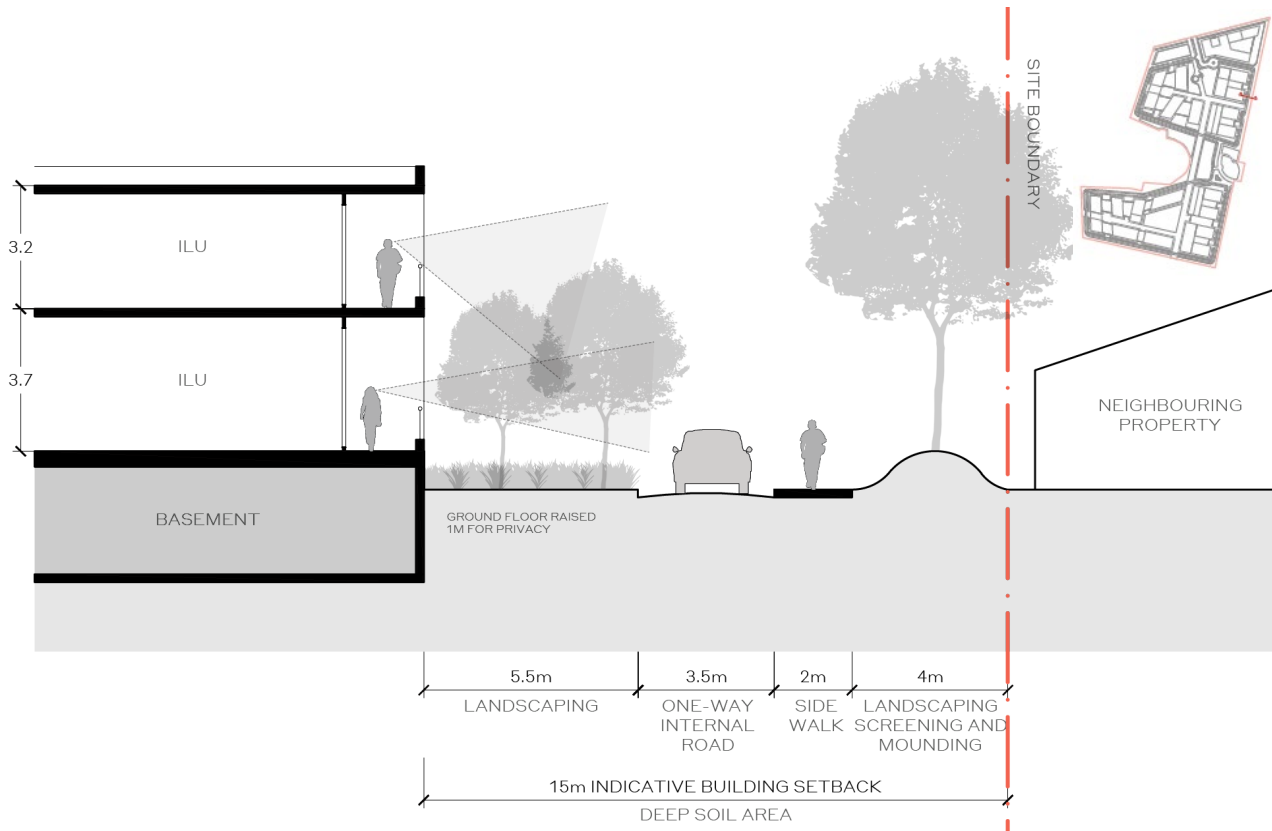 SITE BOUNDARY
3.2
ILU
3.7
ILU
NEIGHBOURING
PROPERTY
BASEMENT
GROUND FLOOR RAISED
1M FOR PRIVACY
5.5m
3.5m
2m
4m
LANDSCAPING
ONE-WAY
INTERNAL
ROAD
SIDE
WALK
LANDSCAPING
SCREENING AND
MOUNDING
15m INDICATIVE BUILDING SETBACK
DEEP SOIL AREA